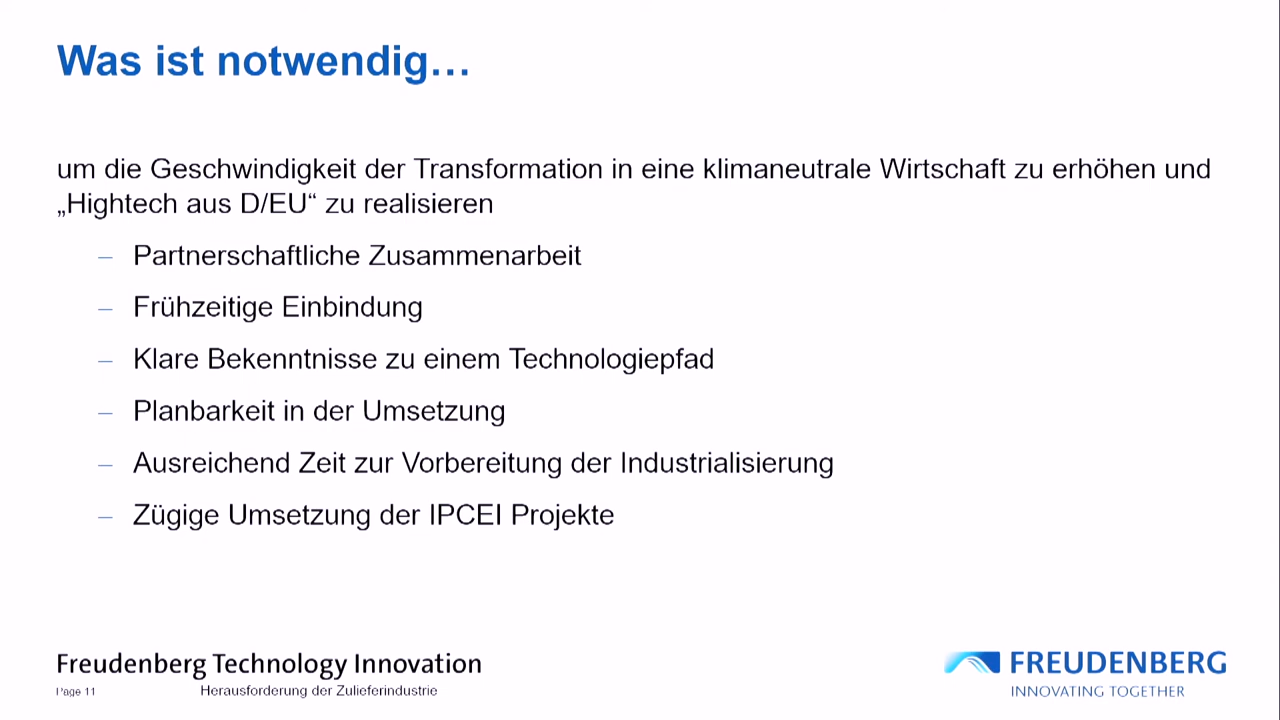 Was ist notwendig…
um die Geschwindigkeit der Transformation in eine klimaneutrale Wirtschaft zu erhöhen und
„Hightech aus D/EU“ zu realisieren
– Partnerschaftliche Zusammenarbeit
– Frühzeitige Einbindung
– Klare Bekenntnisse zu einem Technologiepfad
– Planbarkeit in der Umsetzung
– Ausreichend Zeit zur Vorbereitung der Industrialisierung
– Zügige Umsetzung der IPCEI Projekte
Freudenberg Technology Innovation
Page 11 Herausforderung der Zulieferindustrie
FREUDENBERG
INNOVATING TOGETHER